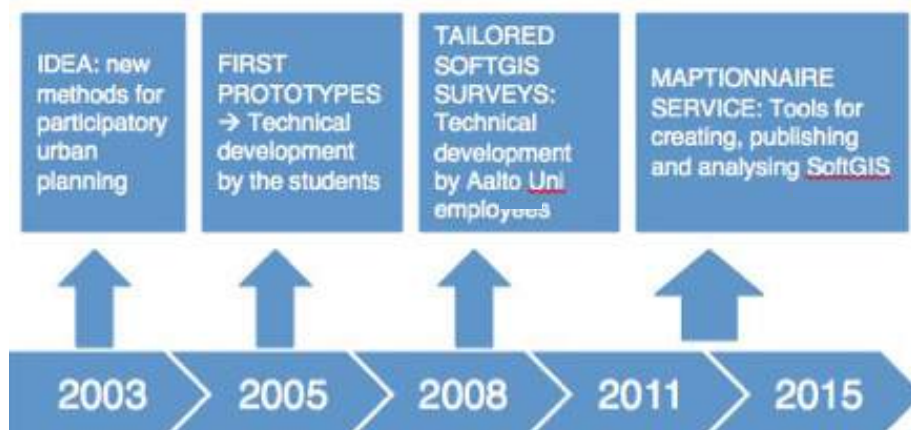 IDEA: new
methods for
participatory
urban
planning
FIRST
PROTOTYPES
→ Technical
development
by the students
TAILORED
SOFTGIS
SURVEYS:
Technical
development
by Aalto Uni
employees
MAPTIONNAIRE
SERVICE: Tools for
creating, publishing
and analysing SoftGIS
2003
2005
2008
2011
2015